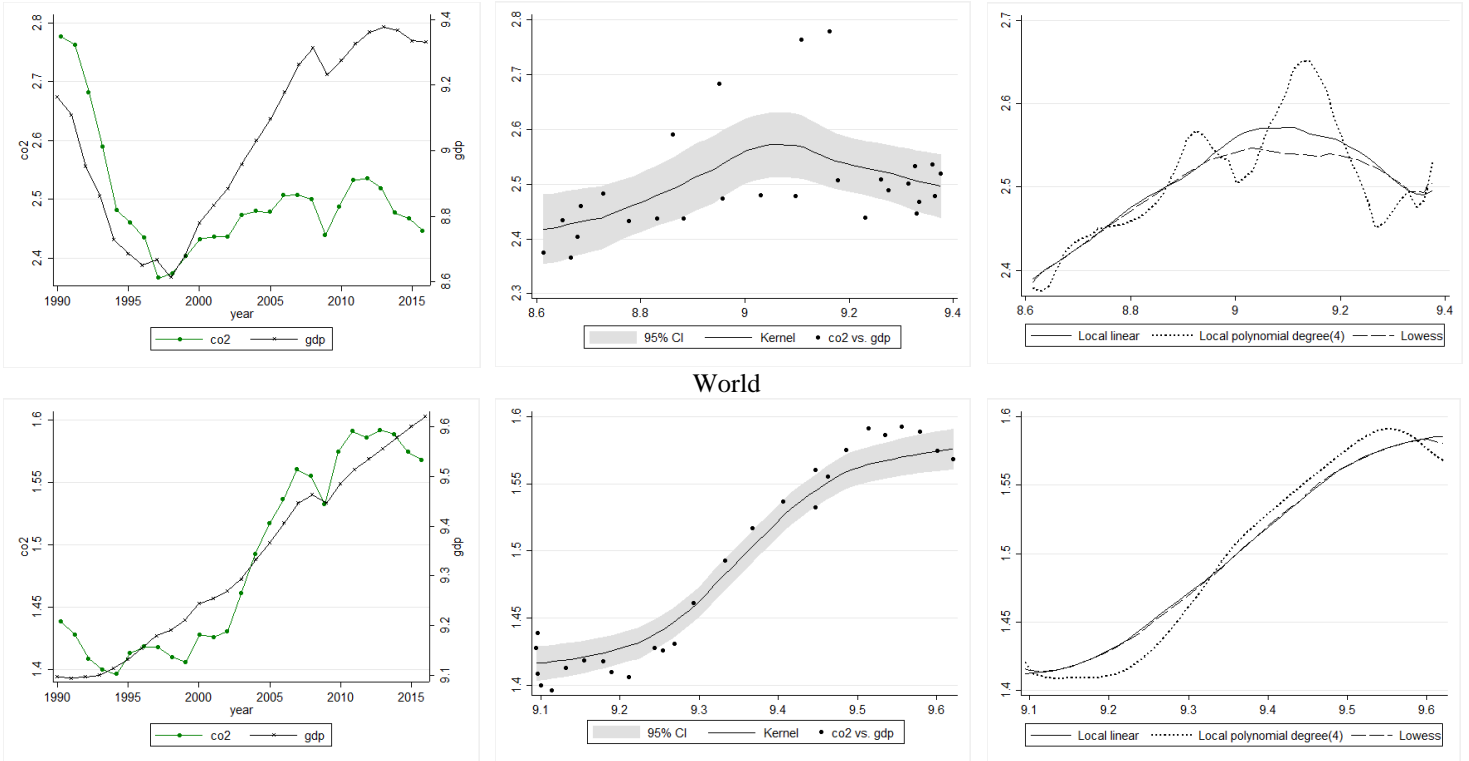 2.8
2.7
2.6
2.5
2.4
co2
9.4
9.2
9
8.8
8.6
gdp
1990 1995 2000 2005 2010 2015
year
co2 gdp
2.8
2.7
2.6
2.5
2.4
2.3
8.6 8.8 9 9.2 9.4
95% CI Kernel co2 vs. gdp
2.7
2.6
2.5
2.4
8.6 8.8 9 9.2 9.4
Local linear Local polynomial degree(4) Lowess
World
1.6
1.55
1.5
1.45
1.4
co2
9.6
9.5
9.4
9.3
9.2
9.1
gdp
1990 1995 2000 2005 2010 2015
year
co2 gdp
1.6
1.55
1.5
1.45
1.4
9.1 9.2 9.3 9.4 9.5 9.6
95% CI Kernel co2 vs. gdp
1.6
1.55
1.5
1.45
1.4
9.1 9.2 9.3 9.4 9.5 9.6
Local linear Local polynomial degree(4) Lowess